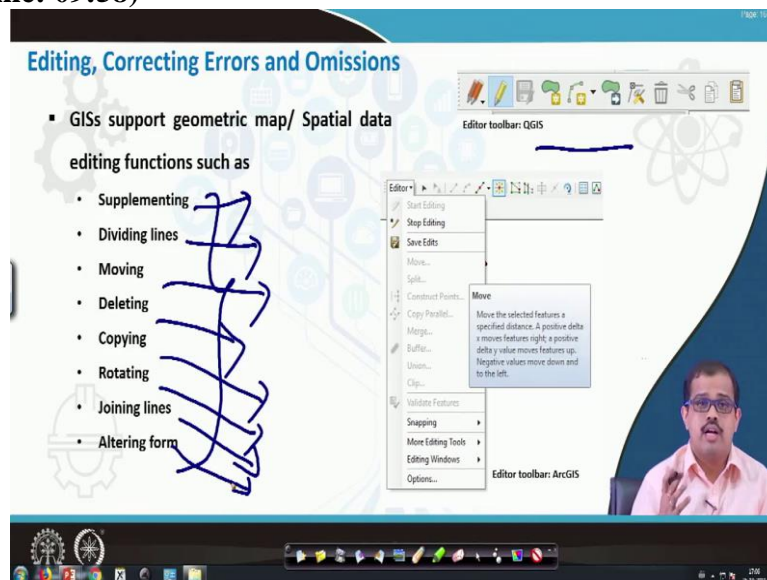 Page: 16
Editing, Correcting Errors and Omissions
▪ GISs support geometric map/ Spatial data
editing functions such as
• Supplementing
• Dividing lines
• Moving
• Deleting
• Copying
• Rotating
• Joining lines
• Altering form
Editor toolbar: QGIS
Editor
Start Editing
Stop Editing
Save Edits
Move...
Split...
Construct Points...
Copy Parallel...
Merge...
Buffer...
Union...
Clip...
Validate Features
Snapping
More Editing Tools
Editing Windows
Options...
Move
Move the selected features a
specified distance. A positive delta
x moves features right; a positive
delta y value moves features up.
Negative values move down and
to the left.
Editor toolbar: ArcGIS
17:00